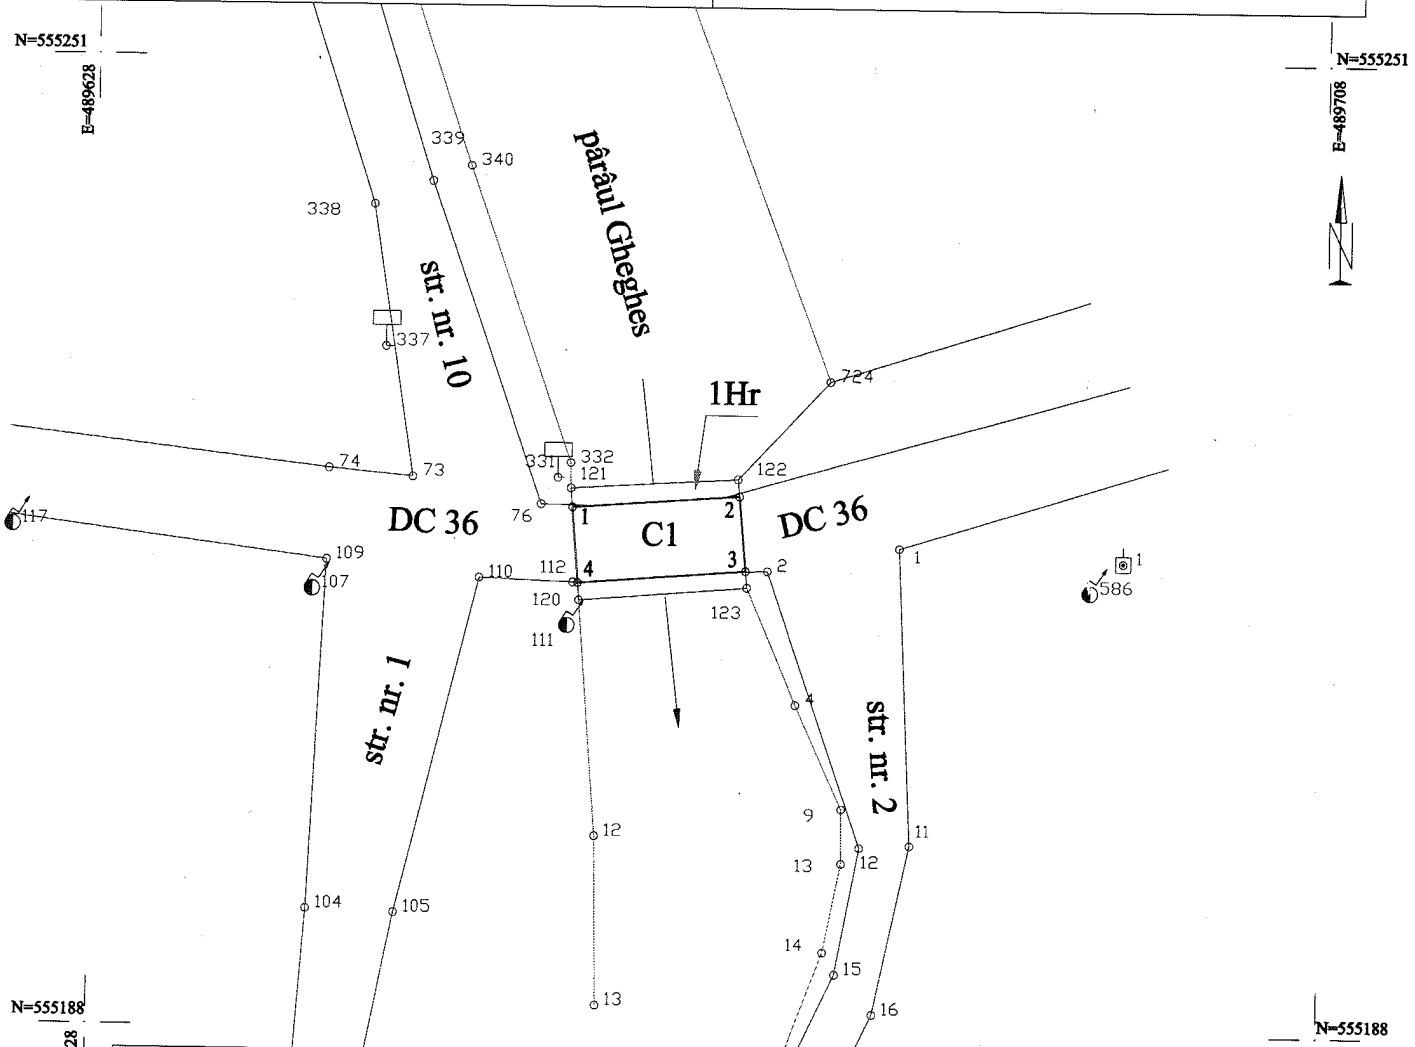 N=555251
N=555251
E=489628
E=489708
N
339
340
pârâul Gheghes
338
str. nr. 10
337
724
1Hr
331
332
121
122
74
73
117
DC 36
76
1
2
DC 36
C1
109
107
110
112
4
3
2
1
1
586
120
123
111
str. nr. 1
4
str. nr. 2
9
12
11
13
12
104
105
14
15
13
16
N=555188
N=555188
28